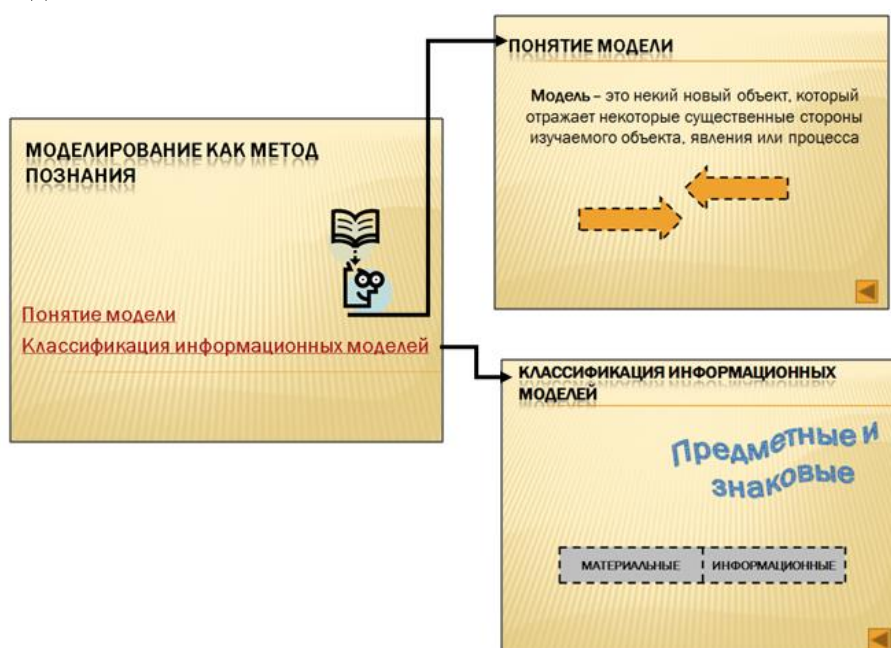 МОДЕЛИРОВАНИЕ КАК МЕТОД
ПОЗНАНИЯ
Понятие модели
Классификация информационных моделей
ПОНЯТИЕ МОДЕЛИ
Модель – это некий новый объект, который
отражает некоторые существенные стороны
изучаемого объекта, явления или процесса
КЛАССИФИКАЦИЯ ИНФОРМАЦИОННЫХ
МОДЕЛЕЙ
Предметные и
знаковые
МАТЕРИАЛЬНЫЕ ИНФОРМАЦИОННЫЕ